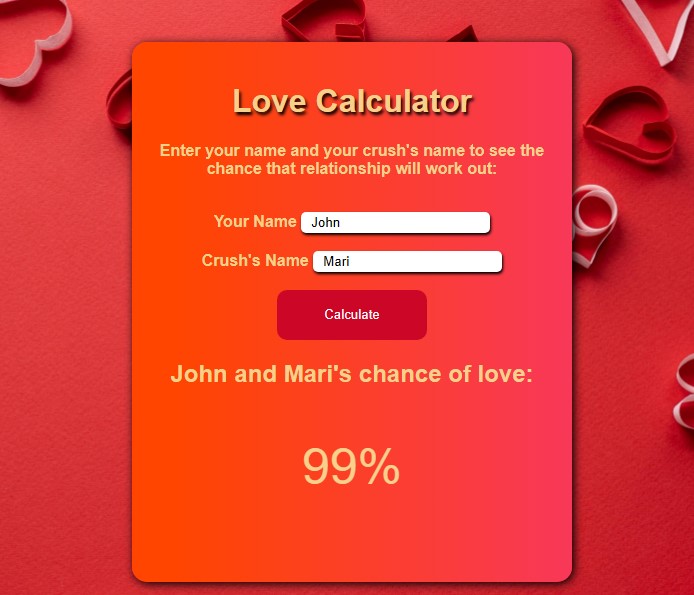 Love Calculator
Enter your name and your crush's name to see the
chance that relationship will work out:
Your Name John
Crush's Name Mari
Calculate
John and Mari's chance of love:
99%